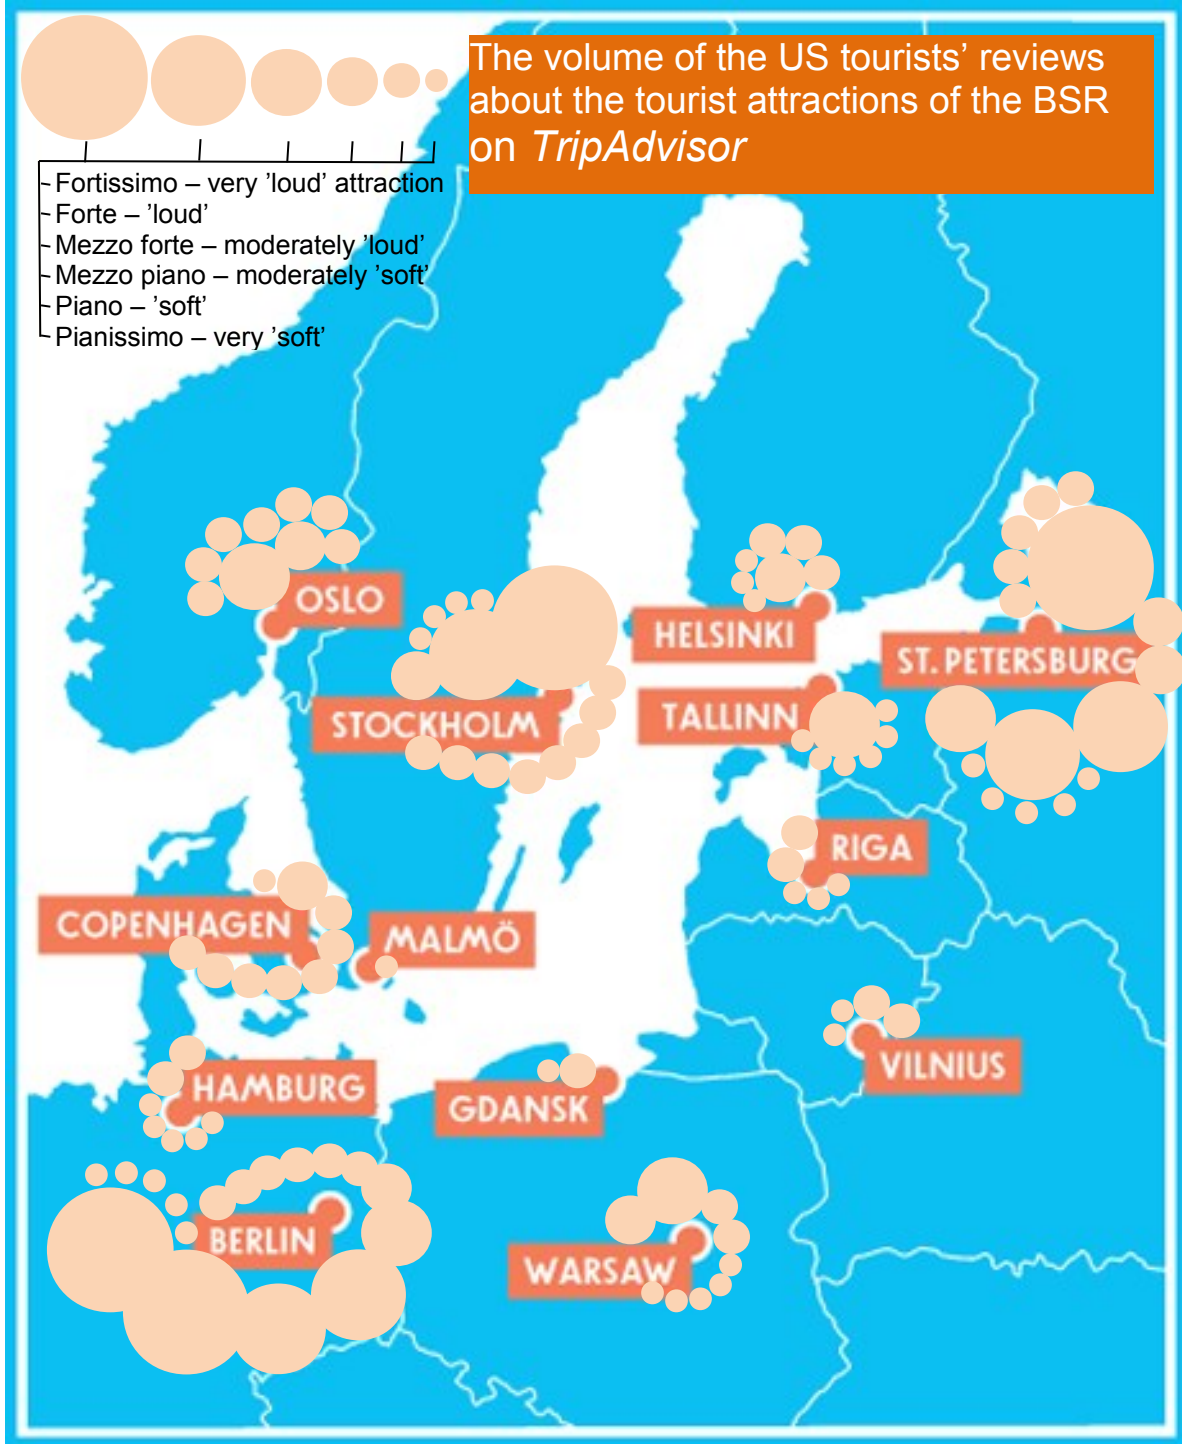 The volume of the US tourists’ reviews
about the tourist attractions of the BSR
on TripAdvisor
Fortissimo – very ’loud’ attraction
Forte – ’loud’
Mezzo forte – moderately ’loud’
Mezzo piano – moderately ’soft’
Piano – ’soft’
Pianissimo – very ’soft’
OSLO
HELSINKI
ST. PETERSBURG
STOCKHOLM
TALLINN
RIGA
COPENHAGEN
MALMÖ
VILNIUS
HAMBURG
GDANSK
BERLIN
WARSAW